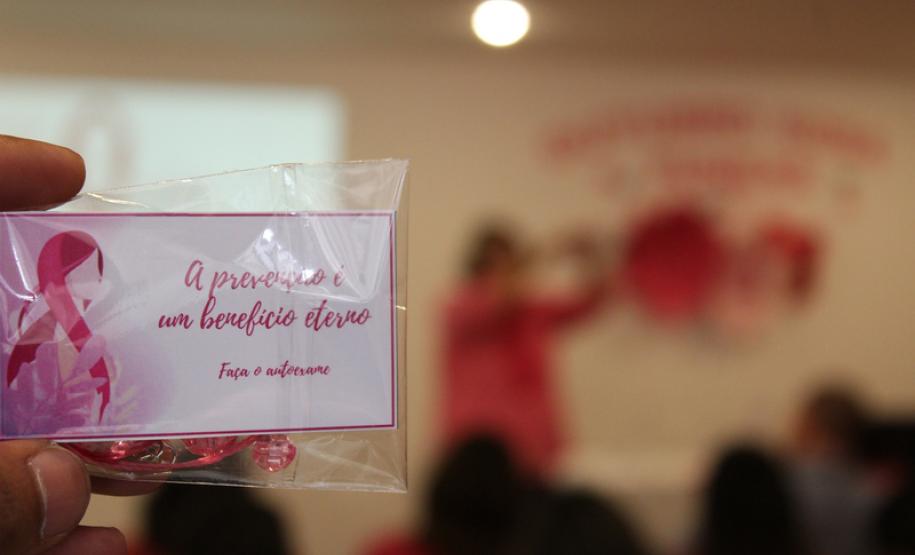 A prevenção é
um benefício eterno
Faça o autoexame